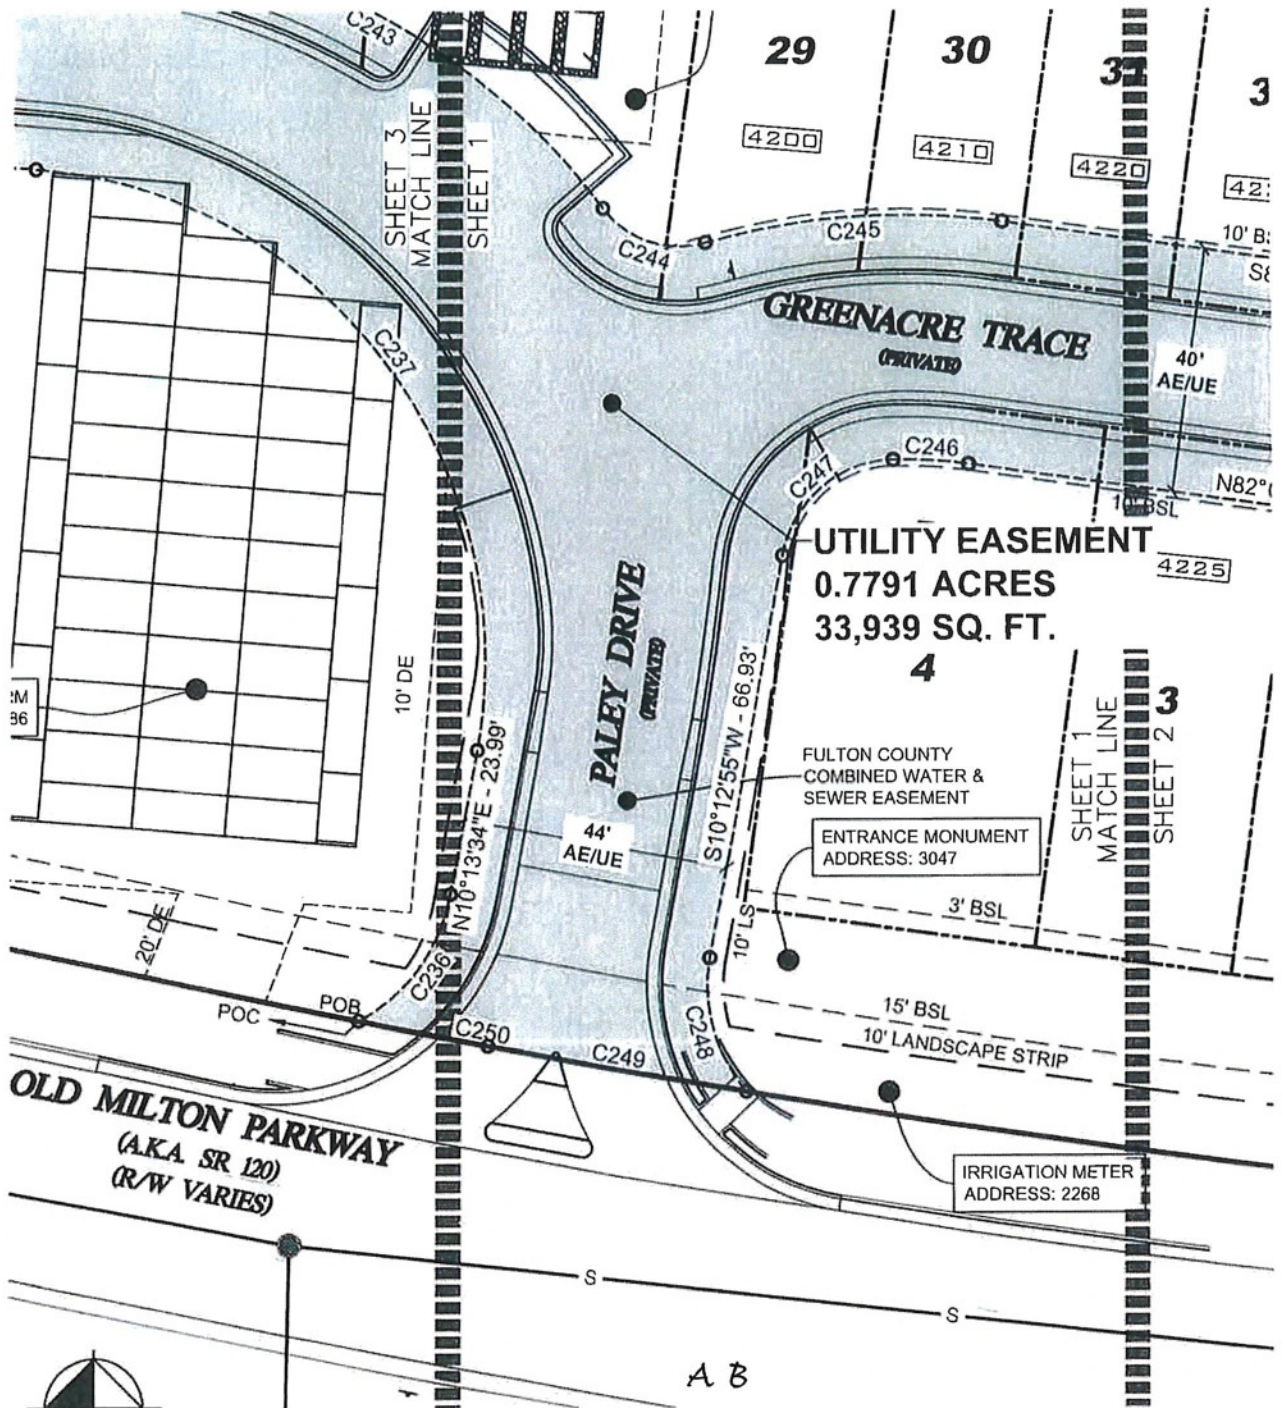 C243
29
30
31
3
4200
4210
4220
SHEET 3
MATCH LINE
SHEET 1
C244
C245
10'
GREENACRE TRACE
(PRIVATE)
40'
AE/UE
C237
C246
C247
10' BSL
UTILITY EASEMENT
0.7791 ACRES
33,939 SQ. FT.
4225
4
PALEY DRIVE
(PRIVATE)
10' DE
86
S10°12'55"W - 66.93'
N10°13'34"E - 23.99'
FULTON COUNTY
COMBINED WATER &
SEWER EASEMENT
SHEET 1
MATCH LINE
SHEET 2
3
44'
AE/UE
ENTRANCE MONUMENT
ADDRESS: 3047
3' BSL
10' LS
20' DE
C236
POB
POC
C250
C249
C248
15' BSL
10' LANDSCAPE STRIP
OLD MILTON PARKWAY
(A.K.A. SR 120)
(R/W VARIES)
IRRIGATION METER
ADDRESS: 2268
S
S
A B